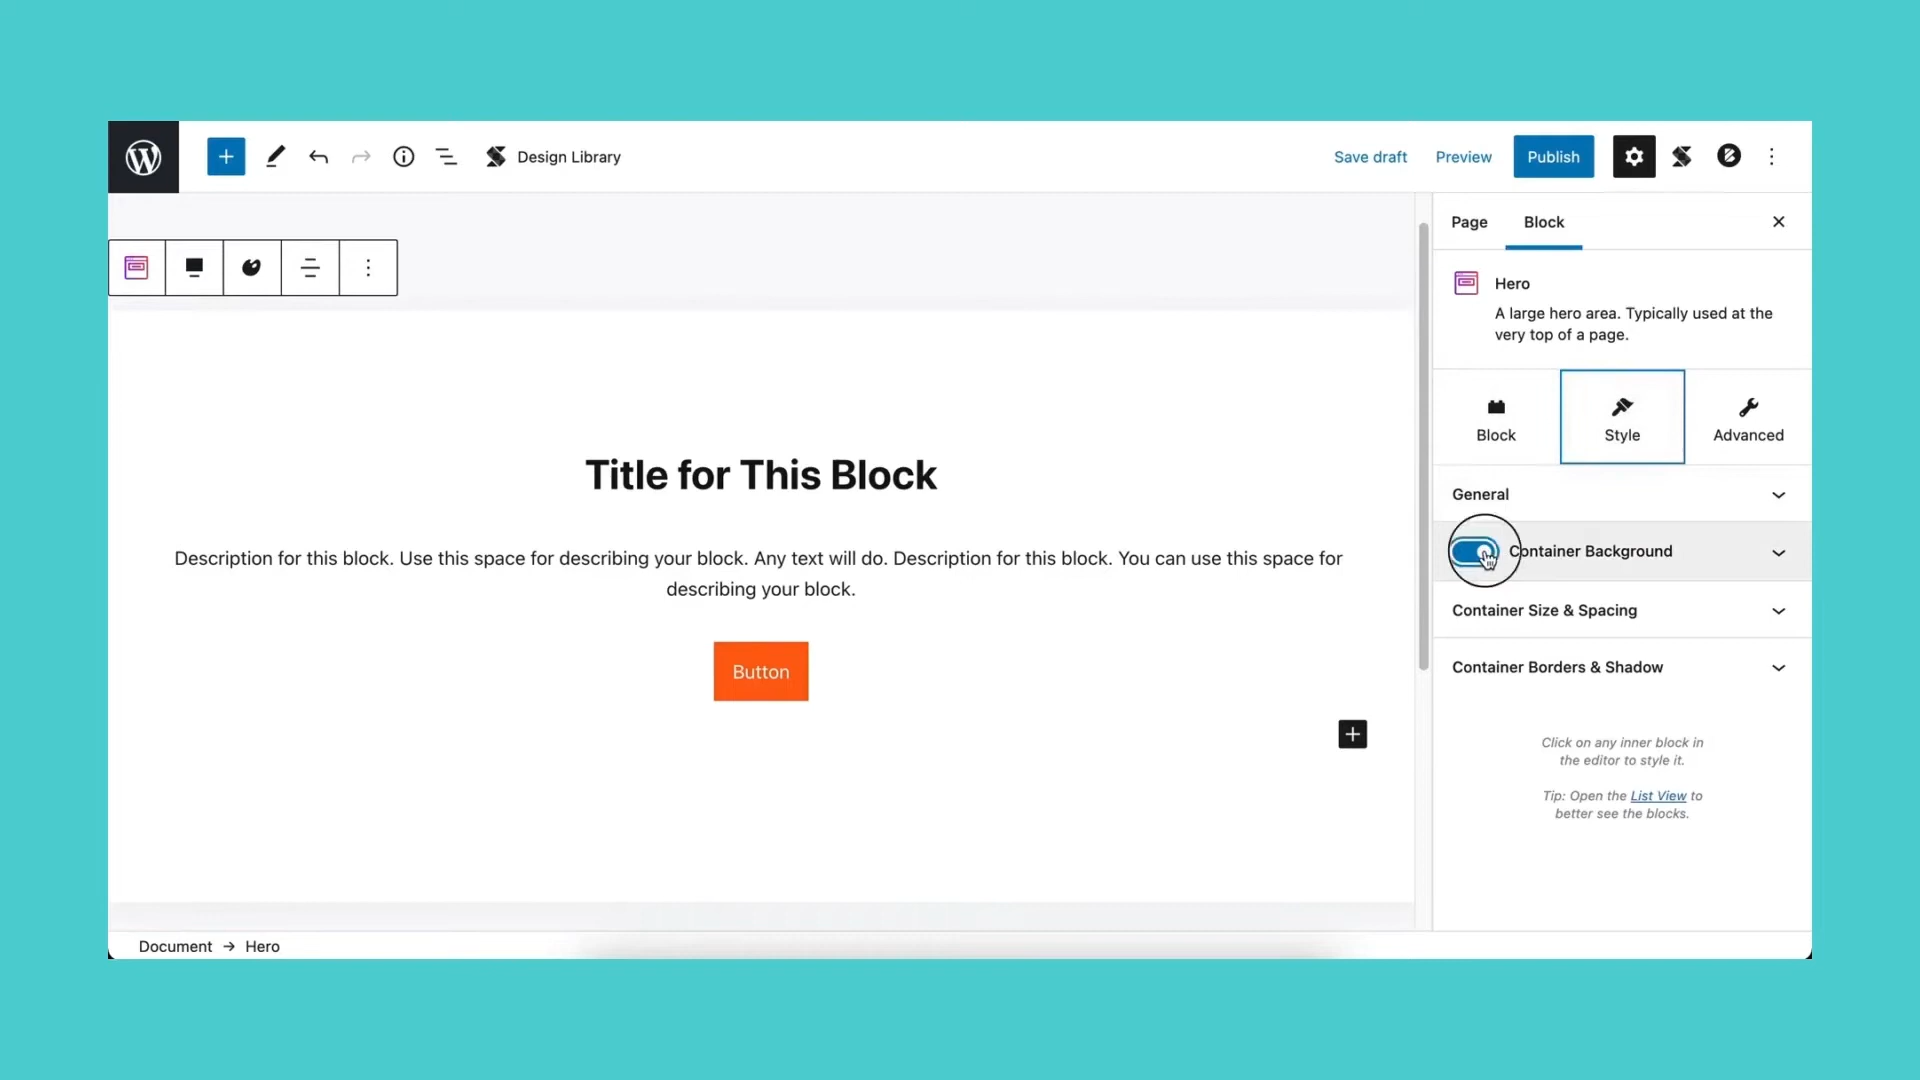 Design Library
Save draft
Preview
Publish
Page
Block
Hero
A large hero area. Typically used at the
very top of a page.
Block
Style
Advanced
General
Container Background
Container Size & Spacing
Container Borders & Shadow
Click on any inner block in
the editor to style it.
Tip: Open the List View to
better see the blocks.
Title for This Block
Description for this block. Use this space for describing your block. Any text will do. Description for this block. You can use this space for
describing your block.
Button
Document → Hero